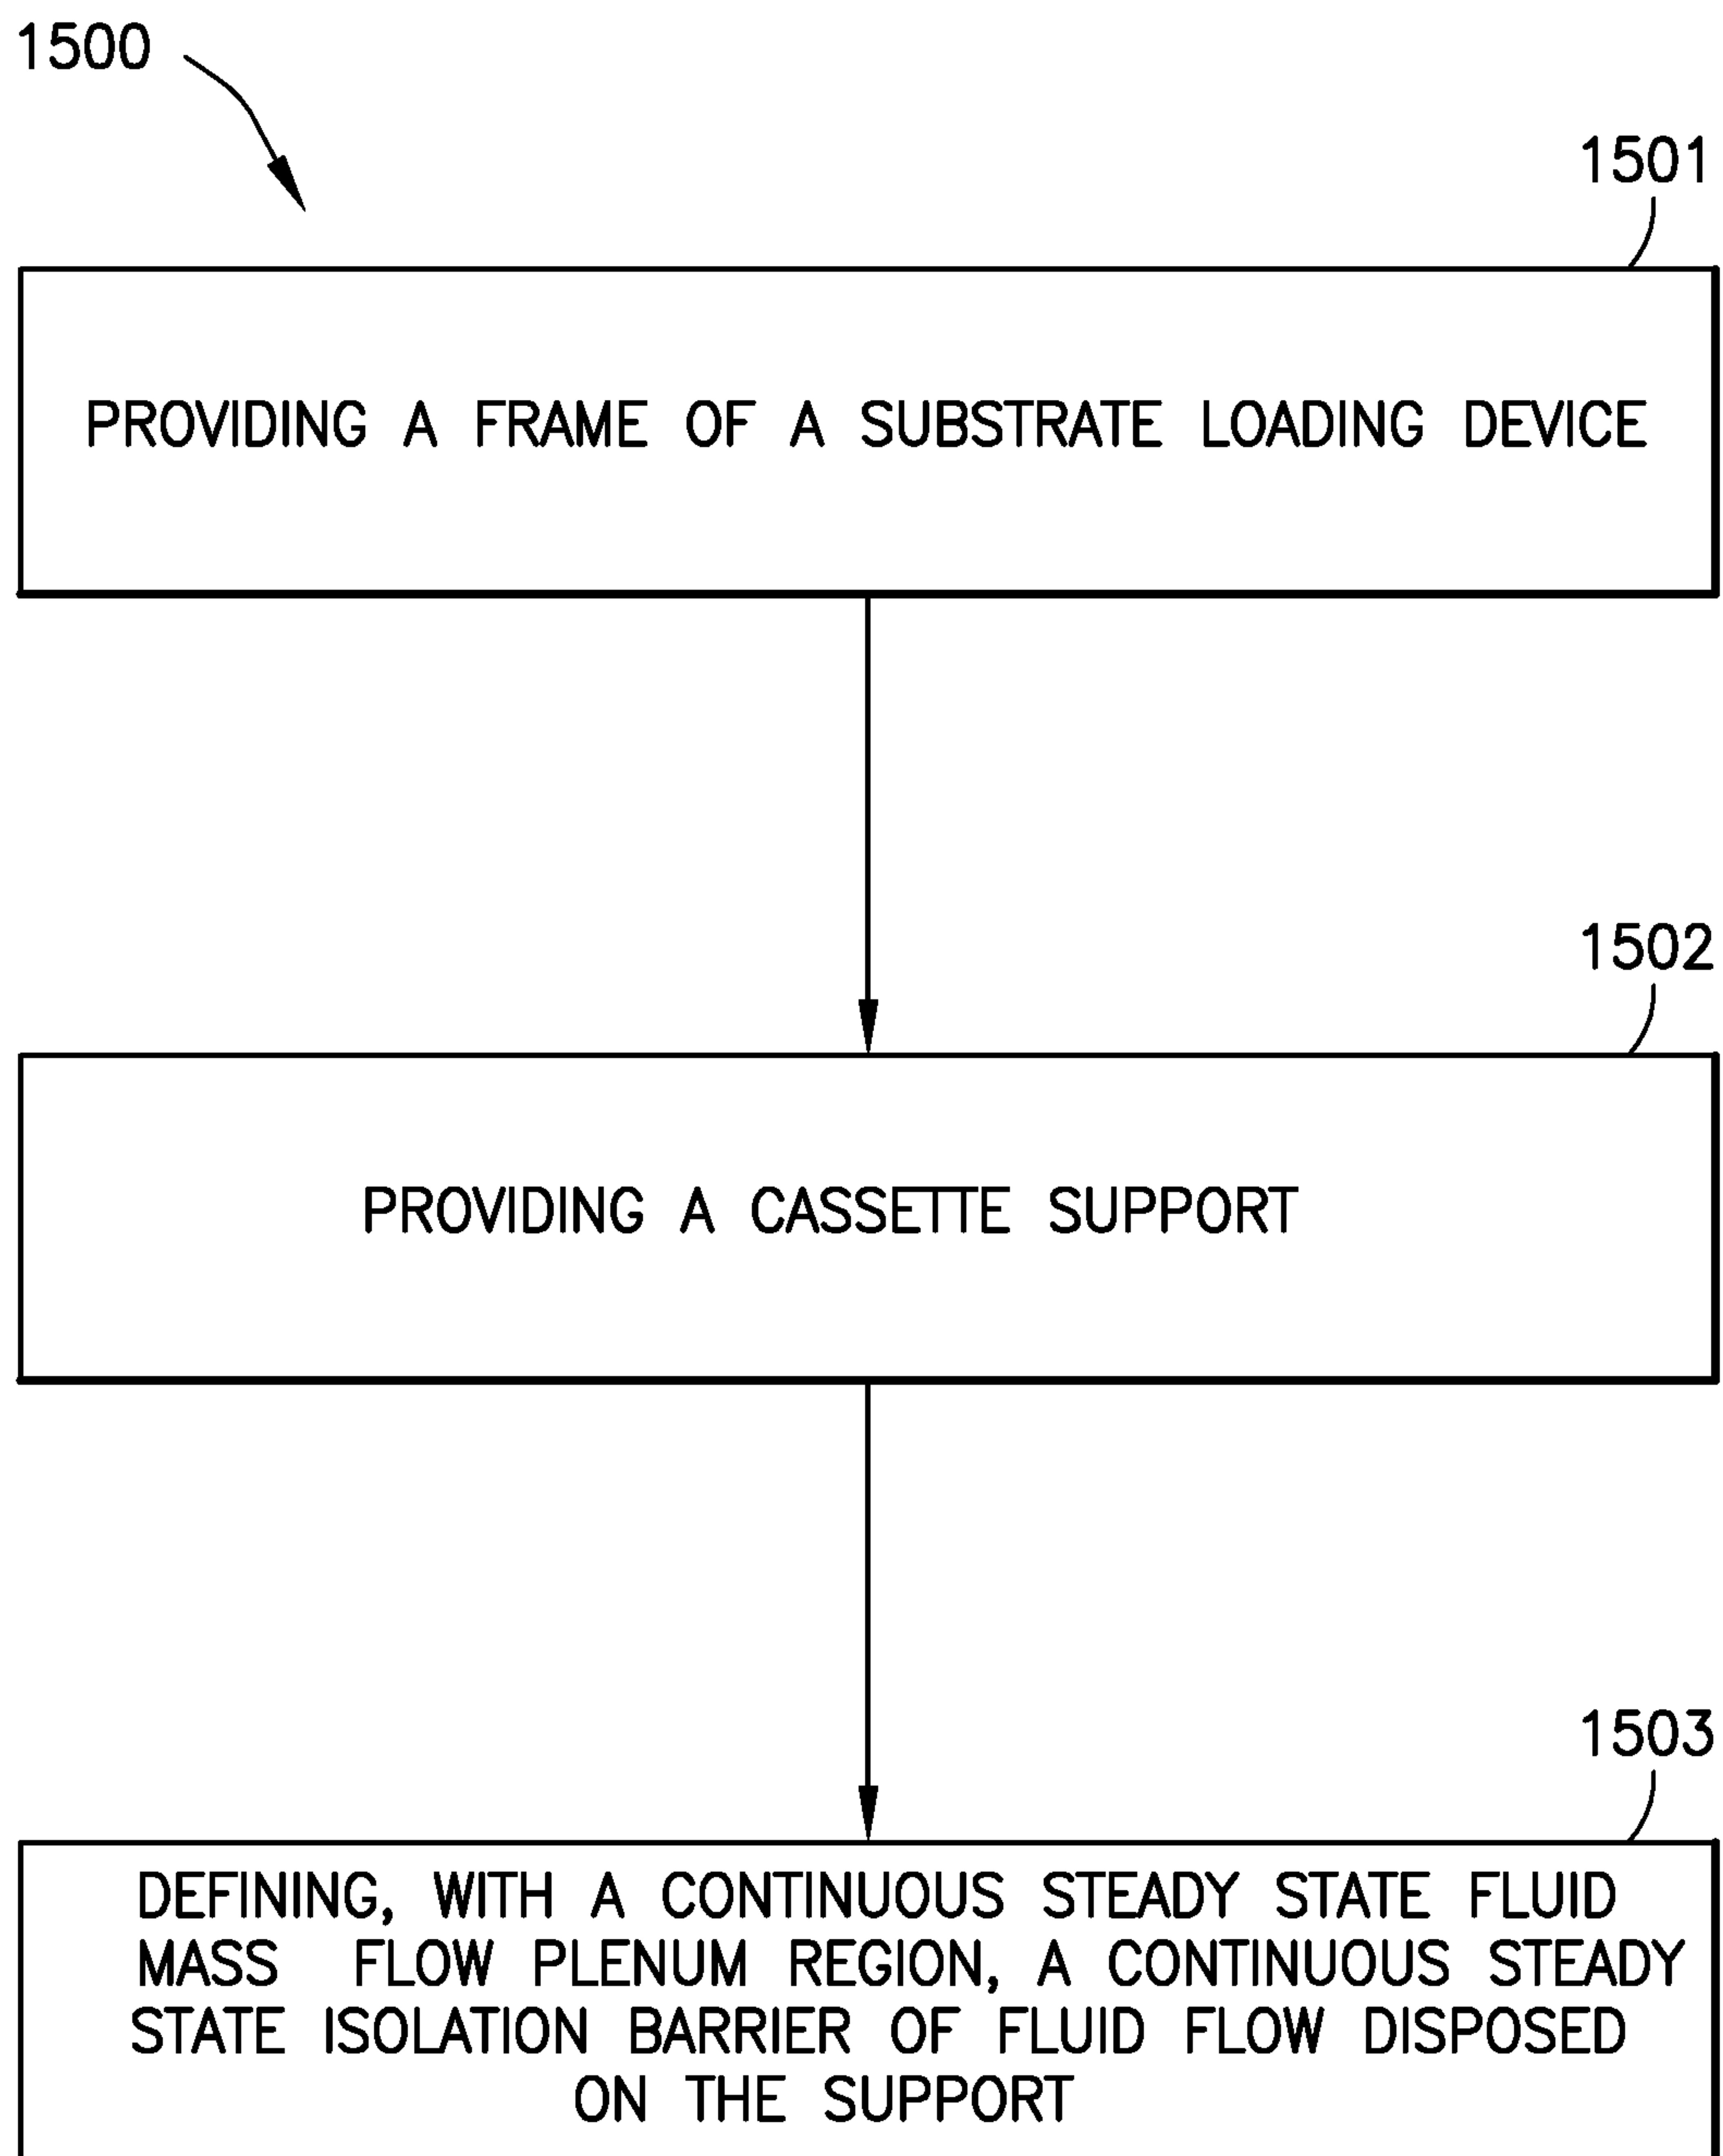 1500
1501
PROVIDING A FRAME OF A SUBSTRATE LOADING DEVICE
1502
PROVIDING A CASSETTE SUPPORT
1503
DEFINING, WITH A CONTINUOUS STEADY STATE FLUID
MASS FLOW PLENUM REGION, A CONTINUOUS STEADY
STATE ISOLATION BARRIER OF FLUID FLOW DISPOSED
ON THE SUPPORT